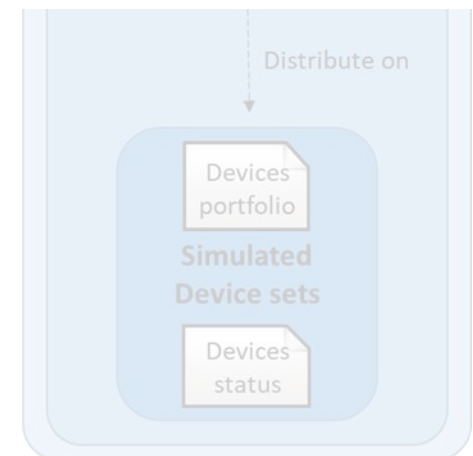 Distribute on
Devices
portfolio
Simulated
Device sets
Devices
status